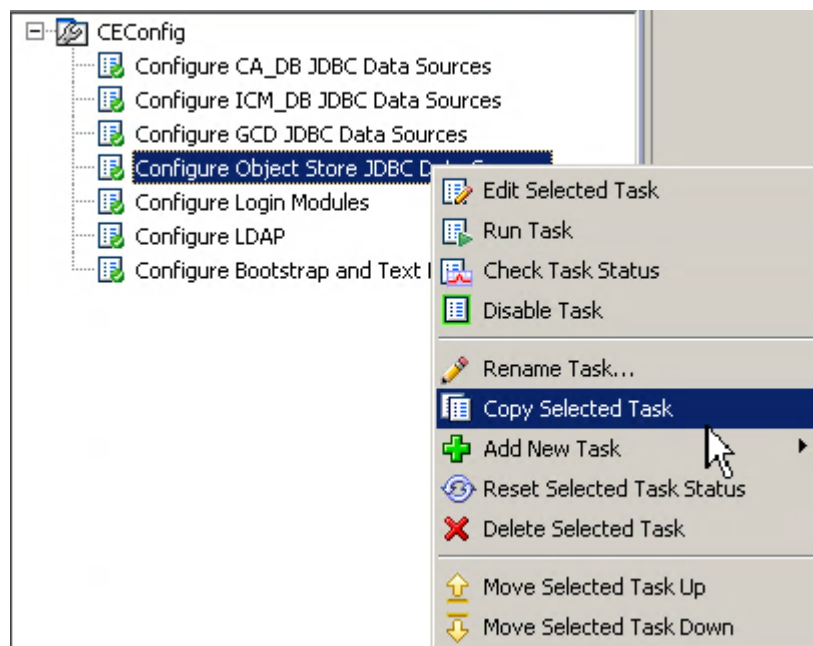 CEConfig
Configure CA_DB JDBC Data Sources
Configure ICM_DB JDBC Data Sources
Configure GCD JDBC Data Sources
Configure Object Store JDBC
Configure Login Modules
Configure LDAP
Configure Bootstrap and Text
Edit Selected Task
Run Task
Check Task Status
Disable Task
Rename Task...
Copy Selected Task
Add New Task
Reset Selected Task Status
Delete Selected Task
Move Selected Task Up
Move Selected Task Down